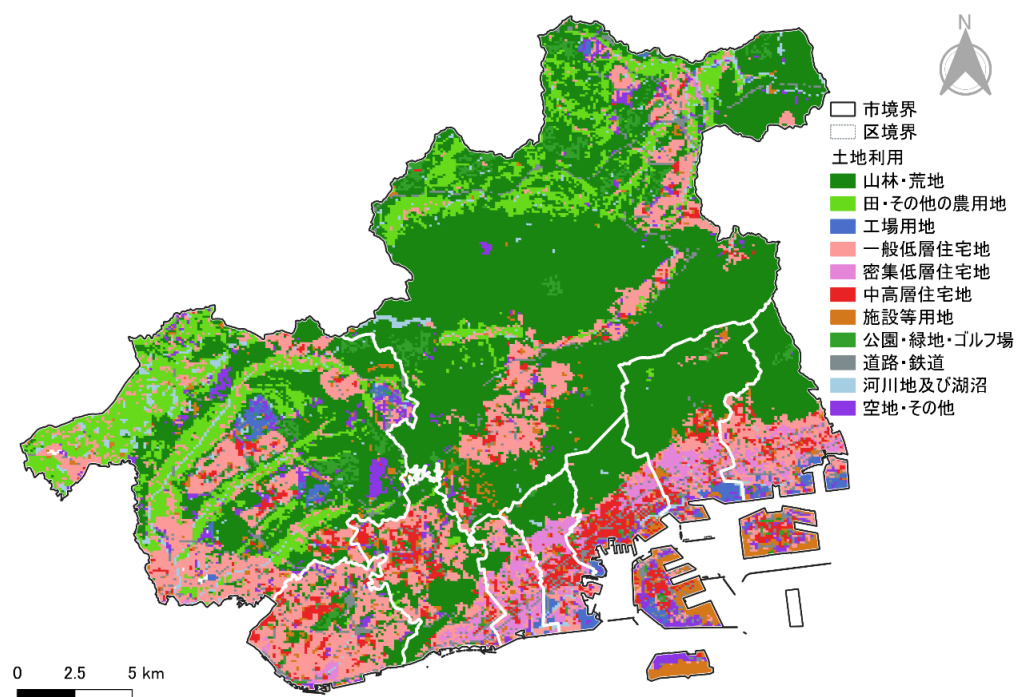 N
市境界
区境界
土地利用
山林・荒地
田・その他の農用地
工場用地
一般低層住宅地
密集低層住宅地
中高層住宅地
施設等用地
公園・緑地・ゴルフ場
道路・鉄道
河川地及び湖沼
空地・その他
0 2.5 5 km